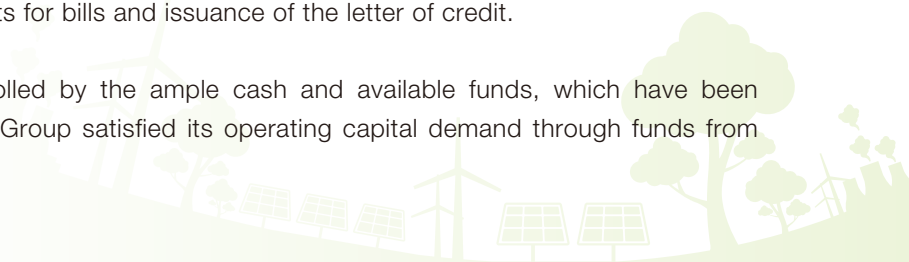 ts for bills and issuance of the letter of credit.
olled by the ample cash and available funds, which have been
Group satisfied its operating capital demand through funds from